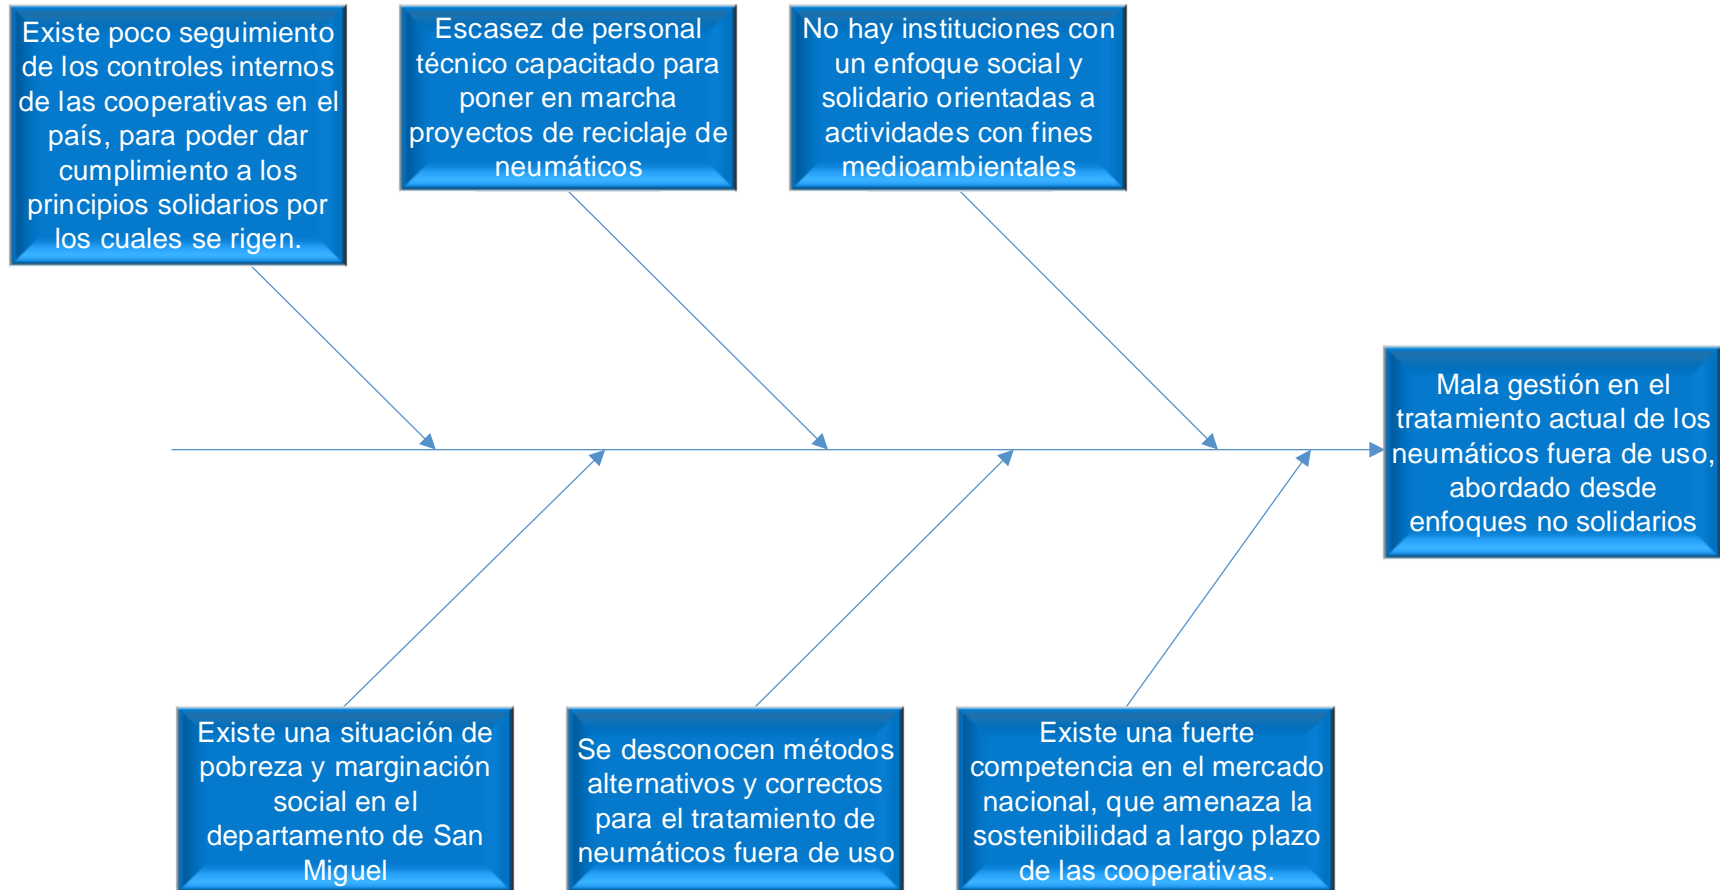 Existe poco seguimiento
de los controles internos
de las cooperativas en el
país, para poder dar
cumplimiento a los
principios solidarios por
los cuales se rigen.
Escasez de personal
técnico capacitado para
poner en marcha
proyectos de reciclaje de
neumáticos
No hay instituciones con
un enfoque social y
solidario orientadas a
actividades con fines
medioambientales
Mala gestión en el
tratamiento actual de los
neumáticos fuera de uso,
abordado desde
enfoques no solidarios
Existe una situación de
pobreza y marginación
social en el
departamento de San
Miguel
Se desconocen métodos
alternativos y correctos
para el tratamiento de
neumáticos fuera de uso
Existe una fuerte
competencia en el mercado
nacional, que amenaza la
sostenibilidad a largo plazo
de las cooperativas.